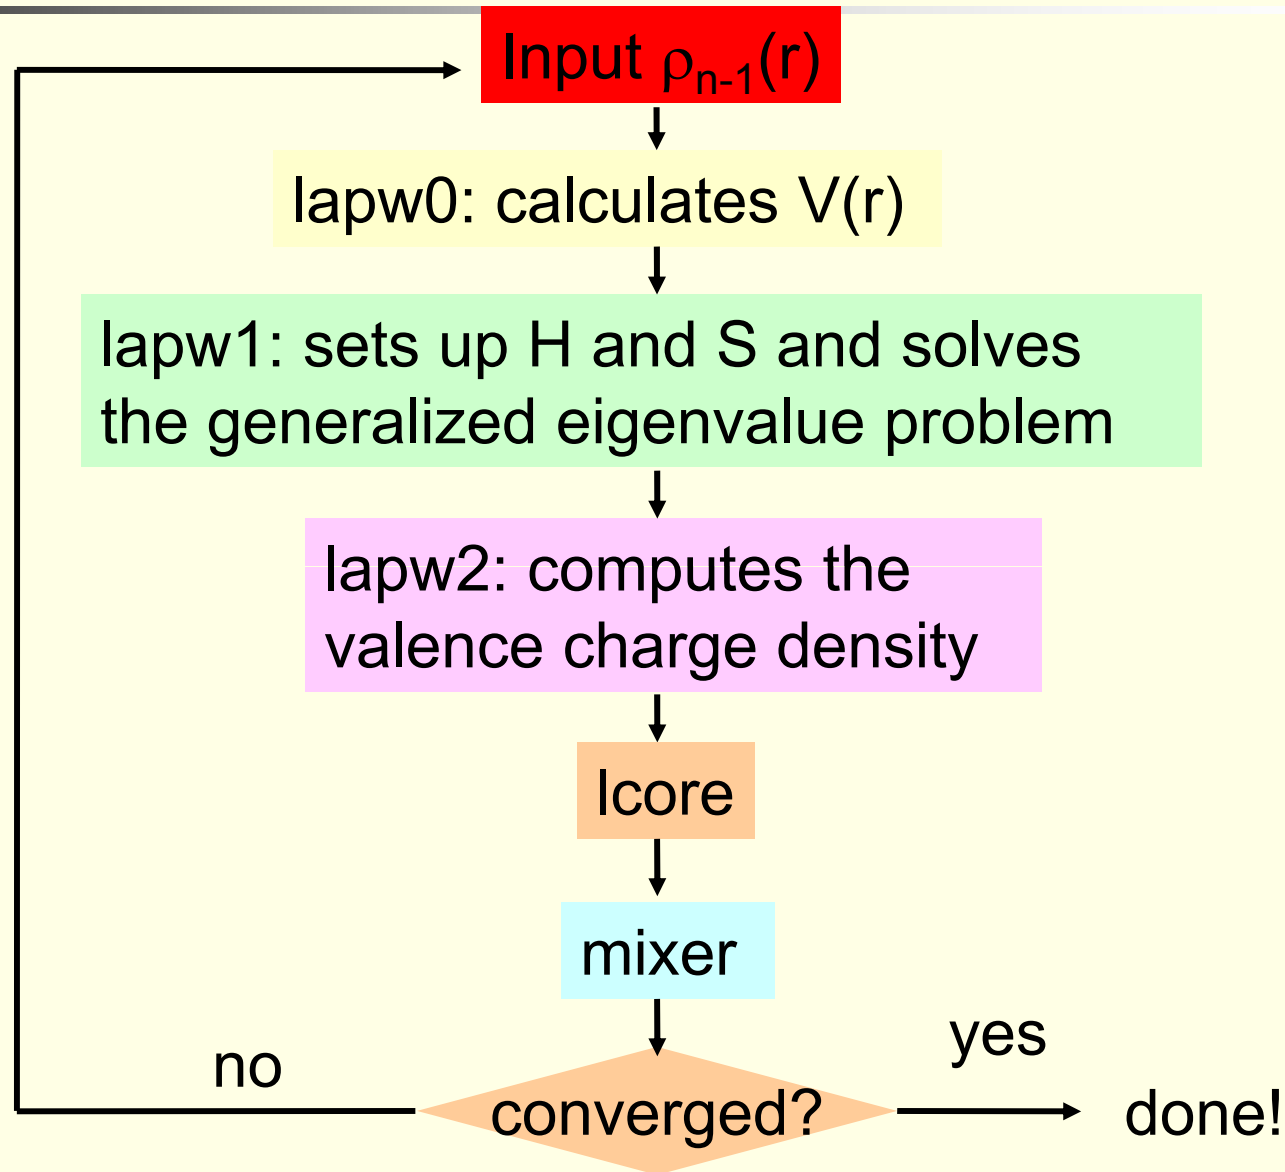 Input ρn-1(r)
lapw0: calculates V(r)
lapw1: sets up H and S and solves
the generalized eigenvalue problem
lapw2: computes the
valence charge density
lcore
mixer
no
yes
converged?
done!